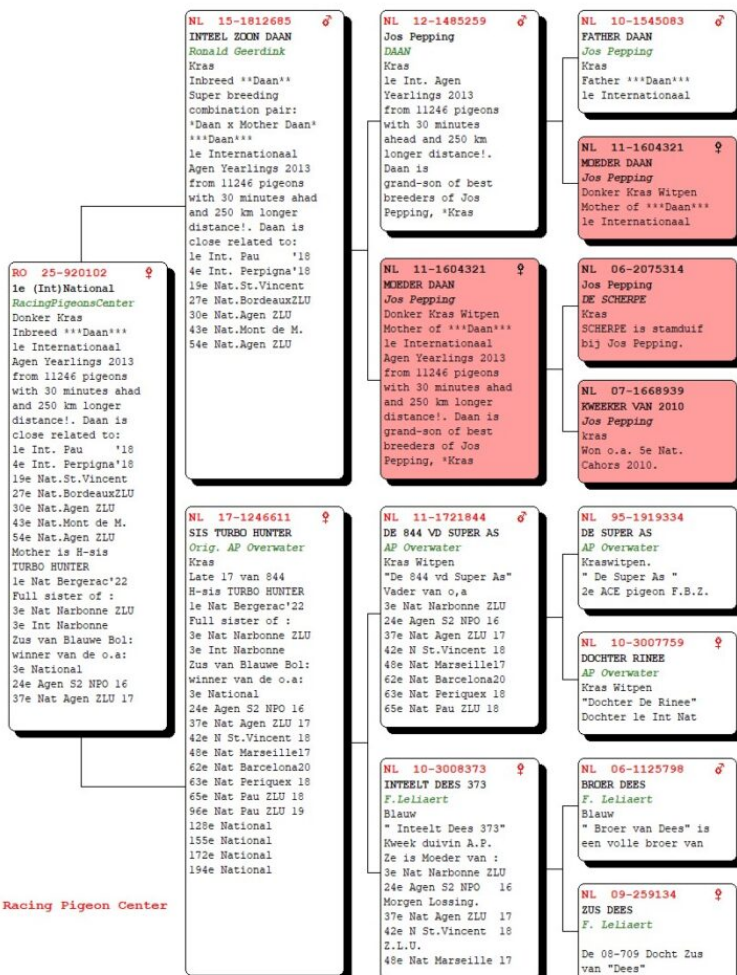 RO 25-920102 ♀
1e (Int)National
RacingPigeonsCenter
Donker Kras
Inbreed ***Daan***
1e Internationaal
Agen Yearlings 2013
from 11246 pigeons
with 30 minutes ahad
and 250 km longer
distance!. Daan is
close related to:
1e Int. Pau '18
4e Int. Perpigna'18
19e Nat.St.Vincent
27e Nat.BordeauxZLU
30e Nat.Agen ZLU
43e Nat.Mont de M.
54e Nat.Agen ZLU
Mother is H-sis
TURBO HUNTER
1e Nat Bergerac'22
Full sister of :
3e Nat Narbonne ZLU
3e Int Narbonne
Zus van Blauwe Bol:
winner van de o.a:
3e National
24e Agen S2 NPO 16
37e Nat Agen ZLU 17
NL 15-1812685 ♂
INTEEL ZOON DAAN
Ronald Geerdink
Kras
Inbreed **Daan**
Super breeding
combination pair:
*Daan x Mother Daan*
***Daan***
1e Internationaal
Agen Yearlings 2013
from 11246 pigeons
with 30 minutes ahad
and 250 km longer
distance!. Daan is
close related to:
1e Int. Pau '18
4e Int. Perpigna'18
19e Nat.St.Vincent
27e Nat.BordeauxZLU
30e Nat.Agen ZLU
43e Nat.Mont de M.
54e Nat.Agen ZLU
NL 17-1246611 ♀
SIS TURBO HUNTER
Orig. AP Overwater
Kras
Late 17 van 844
H-sis TURBO HUNTER
1e Nat Bergerac'22
Full sister of :
3e Nat Narbonne ZLU
3e Int Narbonne
Zus van Blauwe Bol:
winner van de o.a:
3e National
24e Agen S2 NPO 16
37e Nat Agen ZLU 17
42e N St.Vincent 18
48e Nat Marseille17
62e Nat Barcelona20
63e Nat Periquex 18
65e Nat Pau ZLU 18
96e Nat Pau ZLU 19
128e National
155e National
172e National
194e National
NL 12-1485259 ♂
Jos Pepping
DAAN
Kras
1e Int. Agen
Yearlings 2013
from 11246 pigeons
with 30 minutes
ahead and 250 km
longer distance!.
Daan is
grand-son of best
breeders of Jos
Pepping, *Kras
NL 11-1604321 ♀
MOEDER DAAN
Jos Pepping
Donker Kras Witpen
Mother of ***Daan***
1e Internationaal
Agen Yearlings 2013
from 11246 pigeons
with 30 minutes ahad
and 250 km longer
distance!. Daan is
grand-son of best
breeders of Jos
Pepping, *Kras
NL 11-1721844 ♂
DE 844 VD SUPER AS
AP Overwater
Kras Witpen
"De 844 vd Super As"
Vader van o,a
3e Nat Narbonne ZLU
24e Agen S2 NPO 16
37e Nat Agen ZLU 17
42e N St.Vincent 18
48e Nat Marseille17
62e Nat Barcelona20
63e Nat Periquex 18
65e Nat Pau ZLU 18
NL 10-3008373 ♀
INTEELT DEES 373
F.Leliaert
Blauw
" Inteelt Dees 373"
Kweek duivin A.P.
Ze is Moeder van :
3e Nat Narbonne ZLU
24e Agen S2 NPO 16
Morgen Lossing.
37e Nat Agen ZLU 17
42e N St.Vincent 18
Z.L.U.
48e Nat Marseille 17
NL 10-1545083 ♂
FATHER DAAN
Jos Pepping
Kras
Father ***Daan***
1e Internationaal
NL 11-1604321 ♀
MOEDER DAAN
Jos Pepping
Donker Kras Witpen
Mother of ***Daan***
1e Internationaal
NL 06-2075314
Jos Pepping
DE SCHERPE
Kras
SCHERPE is stamduif
bij Jos Pepping.
NL 07-1668939
KWEEKER VAN 2010
Jos Pepping
kras
Won o.a. 5e Nat.
Cahors 2010.
NL 95-1919334
DE SUPER AS
AP Overwater
Kraswitpen.
" De Super As "
2e ACE pigeon F.B.Z.
NL 10-3007759 ♀
DOCHTER RINEE
AP Overwater
Kras Witpen
"Dochter De Rinee"
Dochter 1e Int Nat
NL 06-1125798 ♂
BROER DEES
F. Leliaert
Blauw
" Broer van Dees" is
een volle broer van
NL 09-259134 ♀
ZUS DEES
F. Leliaert
De 08-709 Docht Zus
van "Dees"
Racing Pigeon Center